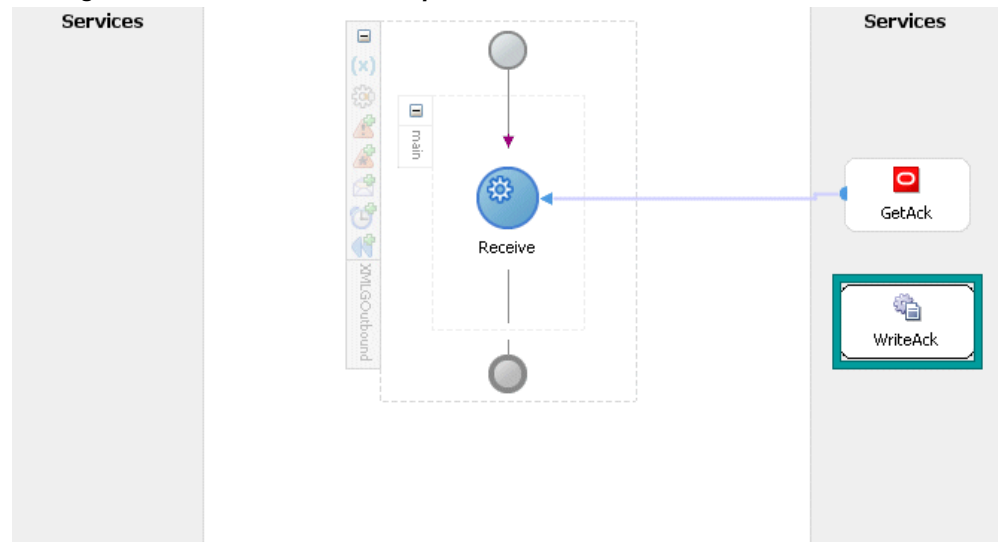 Services
Services
(x)
main
GetAck
Receive
XMLGOutbound
WriteAck